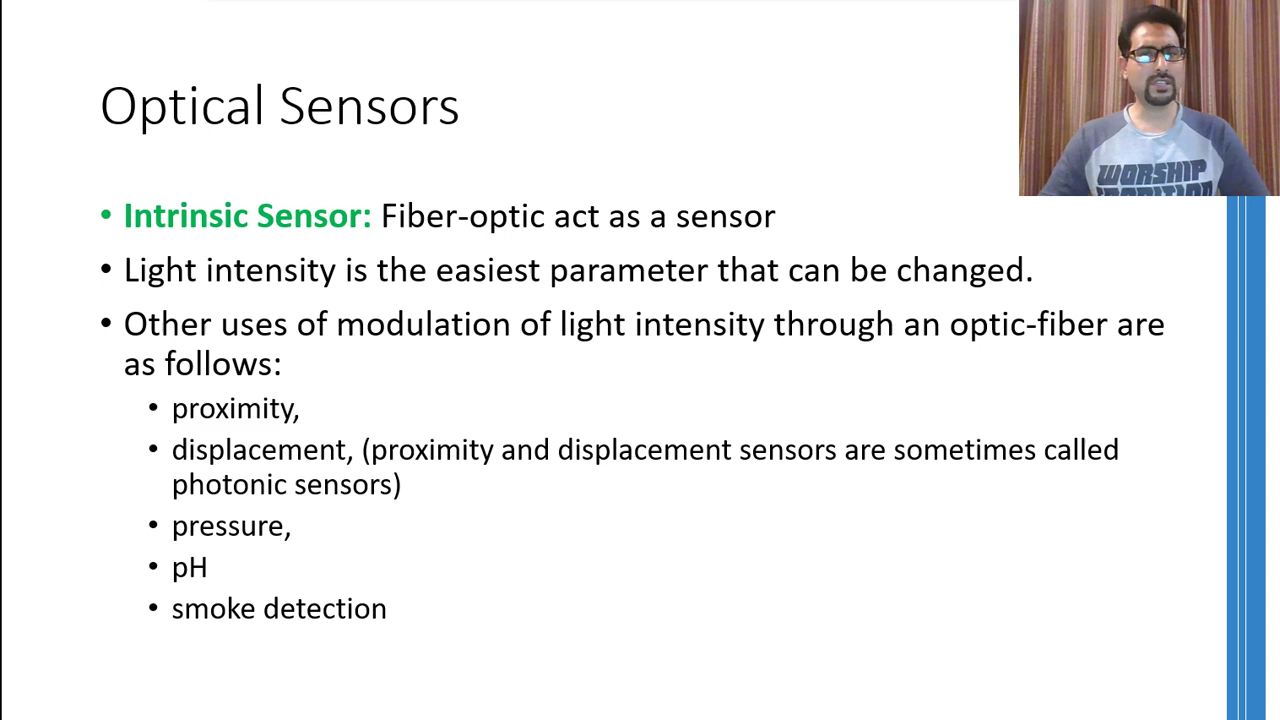 Optical Sensors
WORSHIP
• Intrinsic Sensor: Fiber-optic act as a sensor
• Light intensity is the easiest parameter that can be changed.
• Other uses of modulation of light intensity through an optic-fiber are
as follows:
• proximity,
• displacement, (proximity and displacement sensors are sometimes called
photonic sensors)
• pressure,
• pH
• smoke detection